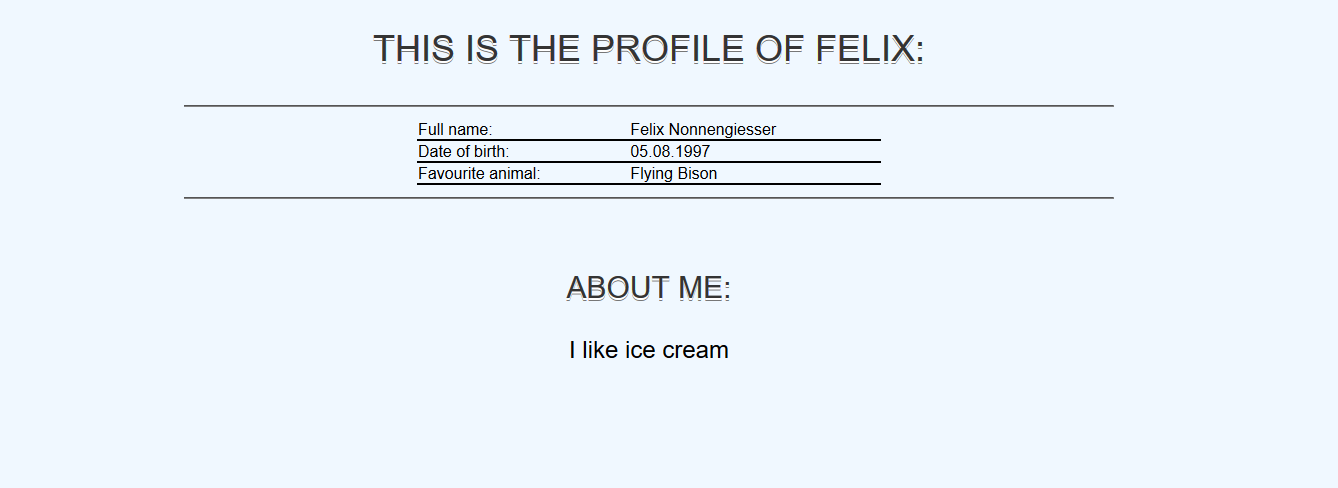 THIS IS THE PROFILE OF FELIX:
Full name: Felix Nonnengiesser
Date of birth: 05.08.1997
Favourite animal: Flying Bison
ABOUT ME:
I like ice cream